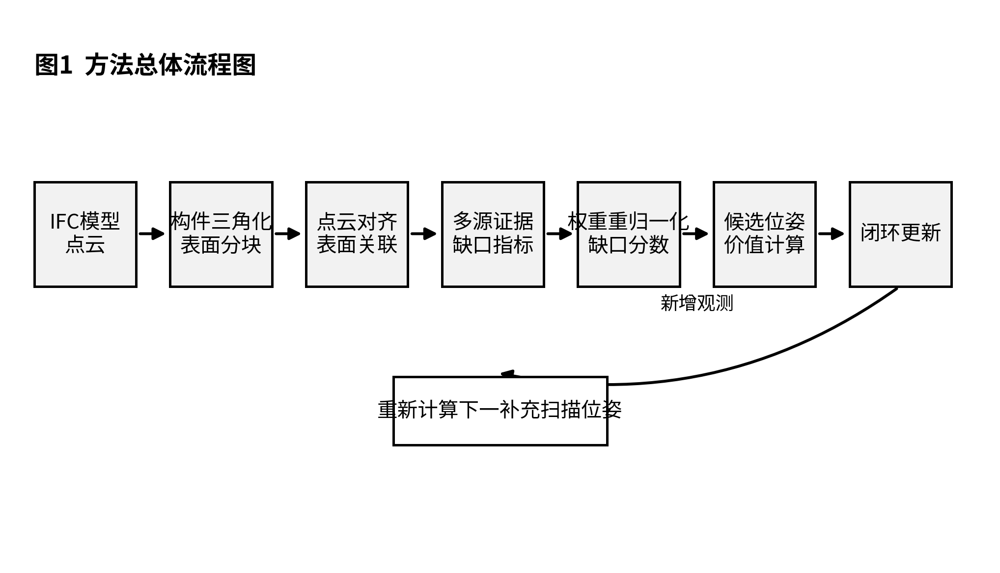 图1 方法总体流程图
IFC模型
点云
构件三角化
表面分块
点云对齐
表面关联
多源证据
缺口指标
权重重归一化
缺口分数
候选位姿
价值计算
闭环更新
新增观测
重新计算下一补充扫描位姿